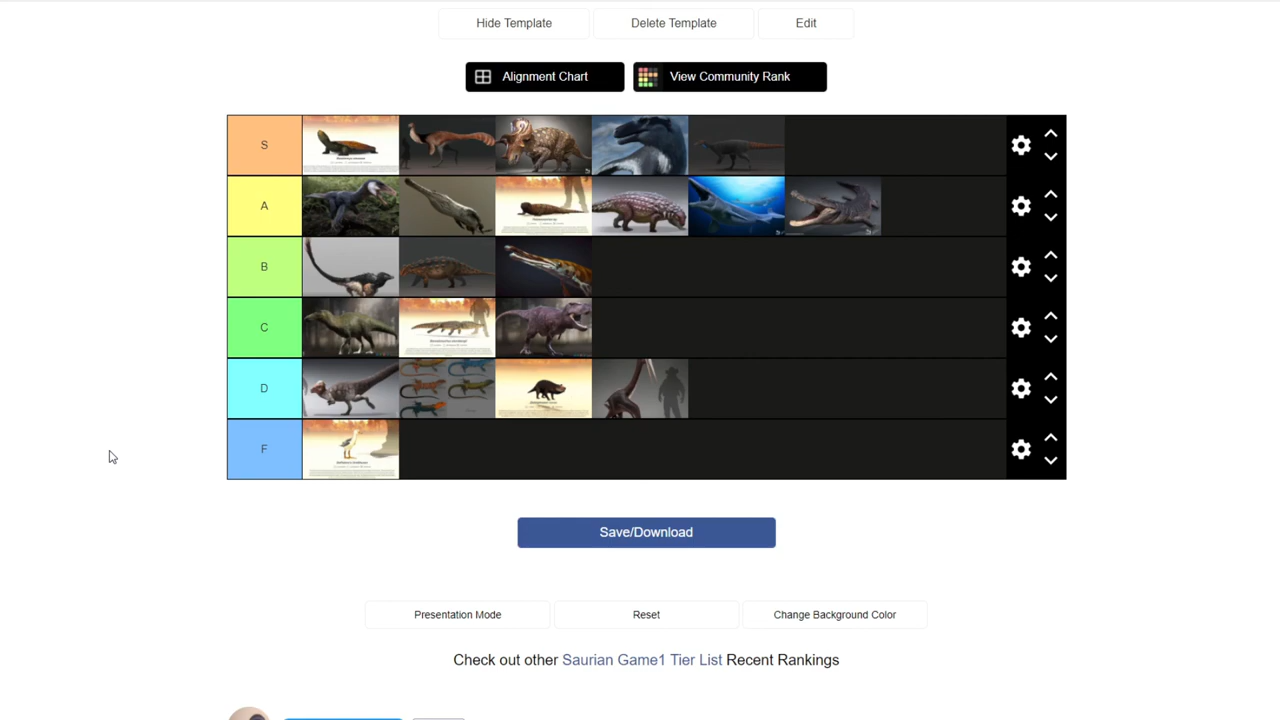 Hide Template Delete Template Edit
Alignment Chart View Community Rank
S
A
B
C
D
F
Save/Download
Presentation Mode Reset Change Background Color
Check out other Saurian Game1 Tier List Recent Rankings